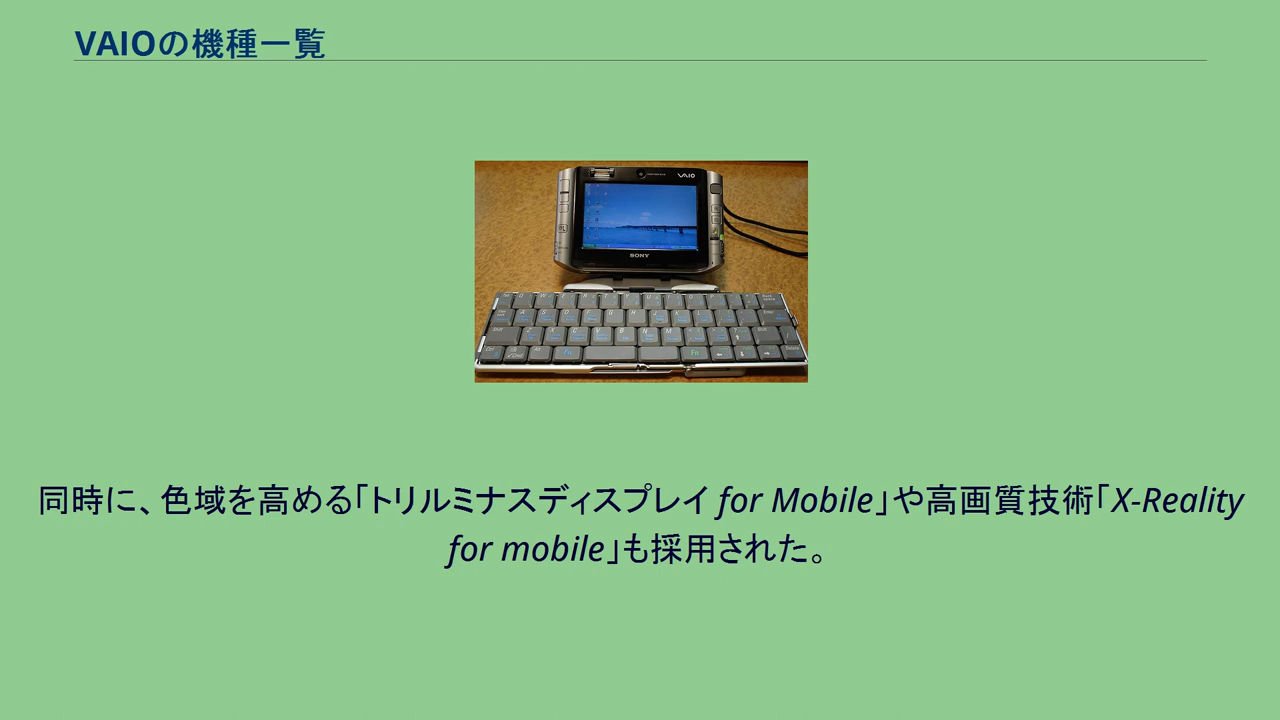 VAIOの機種一覧
VAIO
SONY
同時に、色域を高める「トリルミナスディスプレイ for Mobile」や高画質技術「X-Reality
for mobile」も採用された。